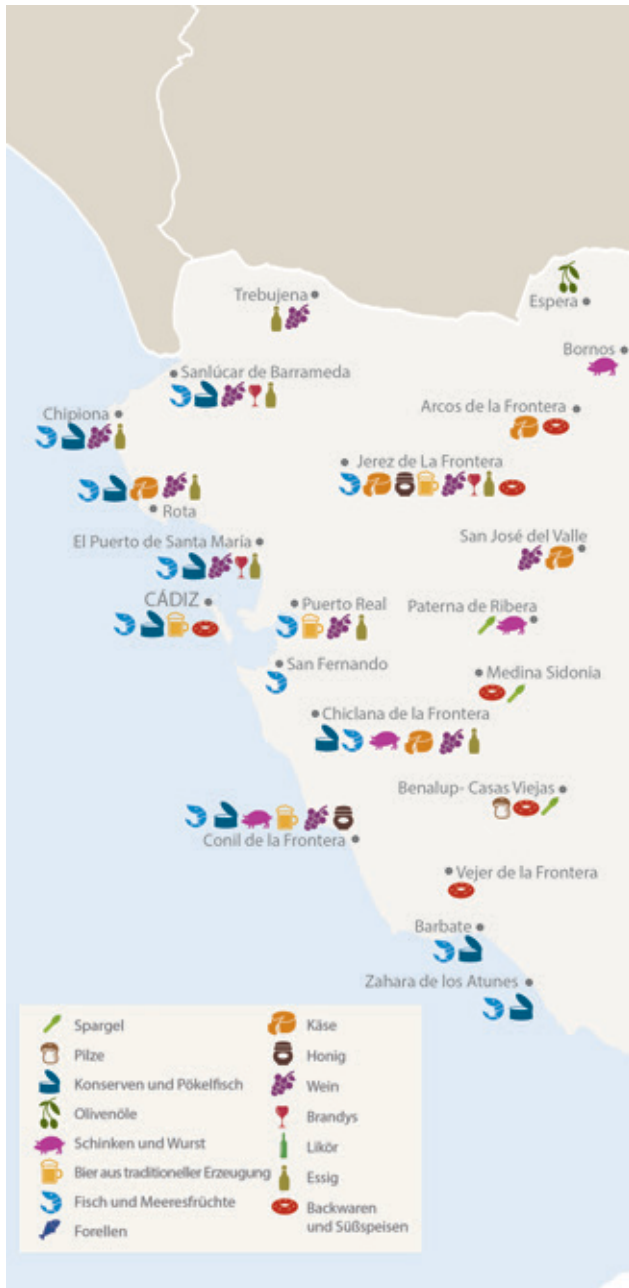 Trebujena
Espera
Bornos
Sanlúcar de Barrameda
Arcos de la Frontera
Chipiona
Jerez de La Frontera
Rota
El Puerto de Santa María
San José del Valle
CÁDIZ
Puerto Real
Paterna de Ribera
San Fernando
Medina Sidonia
Chiclana de la Frontera
Benalup- Casas Viejas
Conil de la Frontera
Vejer de la Frontera
Barbate
Zahara de los Atunes
Spargel
Pilze
Konserven und Pökelfisch
Olivenöle
Schinken und Wurst
Bier aus traditioneller Erzeugung
Fisch und Meeresfrüchte
Forellen
Käse
Honig
Wein
Brandys
Likör
Essig
Backwaren
und Süßspeisen